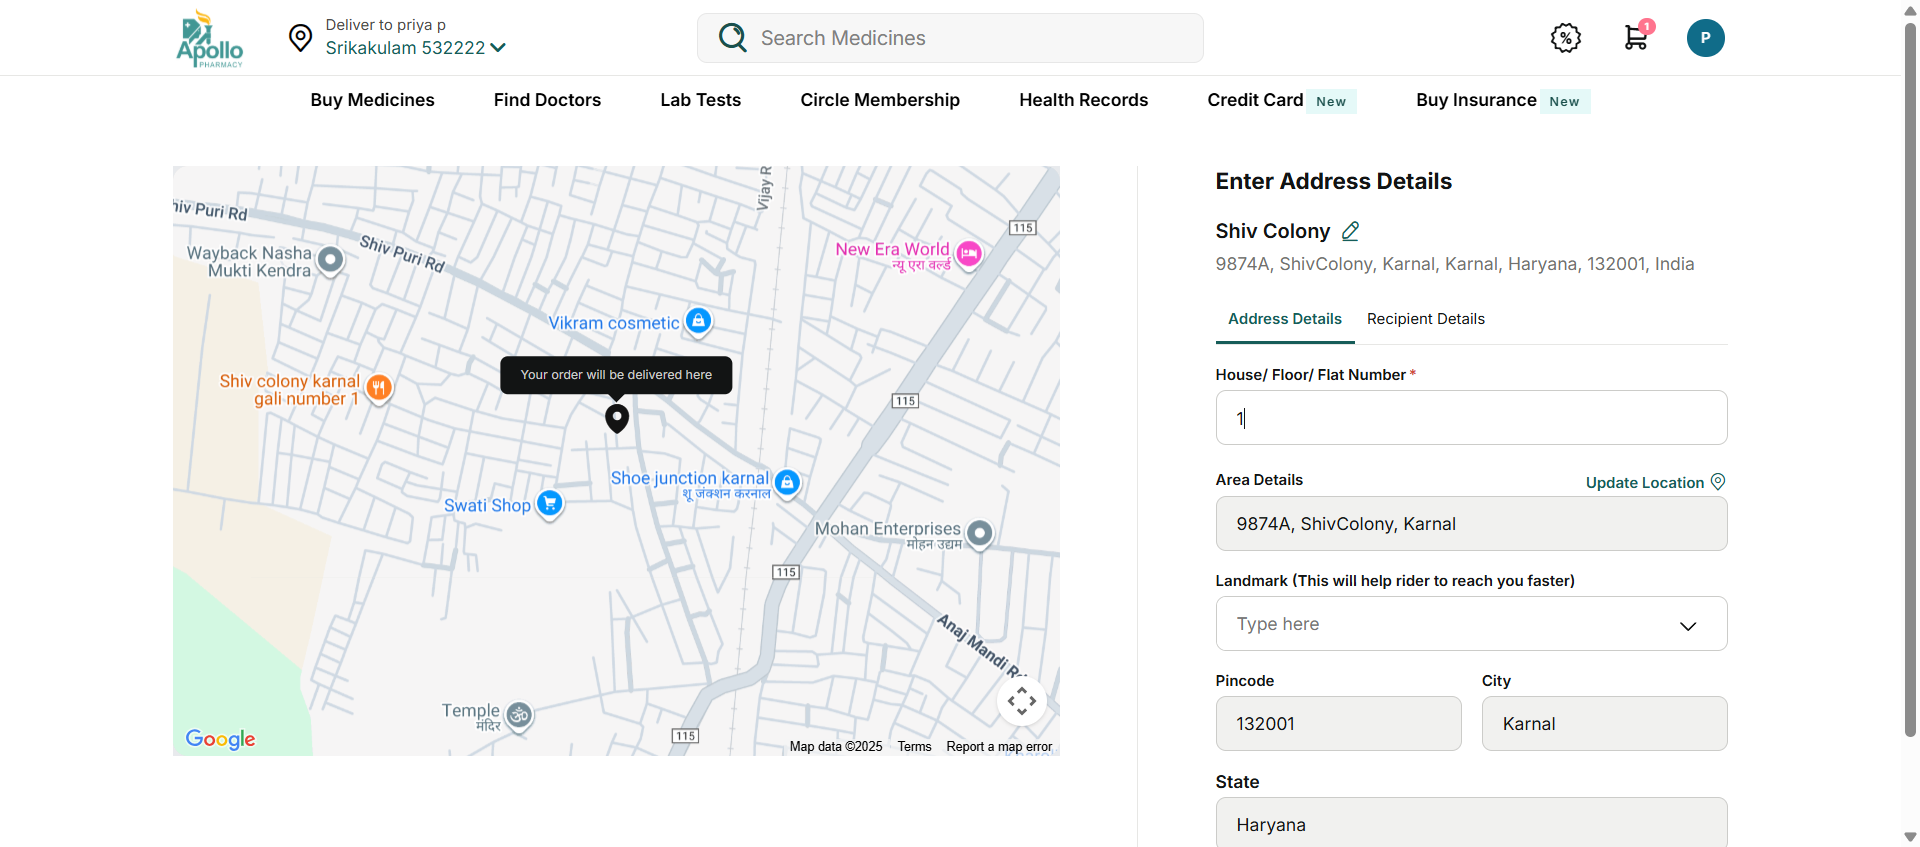 Apollo
PHARMACY
Deliver to priya p
Srikakulam 532222
Search Medicines
1
P
Buy Medicines
Find Doctors
Lab Tests
Circle Membership
Health Records
Credit Card New
Buy Insurance New
hiv Puri Rd
Shiv Puri Rd
Vijay R
115
Wayback Nasha
Mukti Kendra
New Era World
न्यू एरा वर्ल्ड
Vikram cosmetic
Your order will be delivered here
Shiv colony karnal
gali number 1
115
Shoe junction karnal
शू जंक्शन करनाल
Swati Shop
Mohan Enterprises
मोहन उद्यम
115
Anaj Mandi Rd
Temple
मंदिर
115
Google
Map data ©2025
Terms
Report a map error
Enter Address Details
Shiv Colony
9874A, ShivColony, Karnal, Karnal, Haryana, 132001, India
Address Details
Recipient Details
House/ Floor/ Flat Number *
1
Area Details
Update Location
9874A, ShivColony, Karnal
Landmark (This will help rider to reach you faster)
Type here
Pincode
City
132001
Karnal
State
Haryana